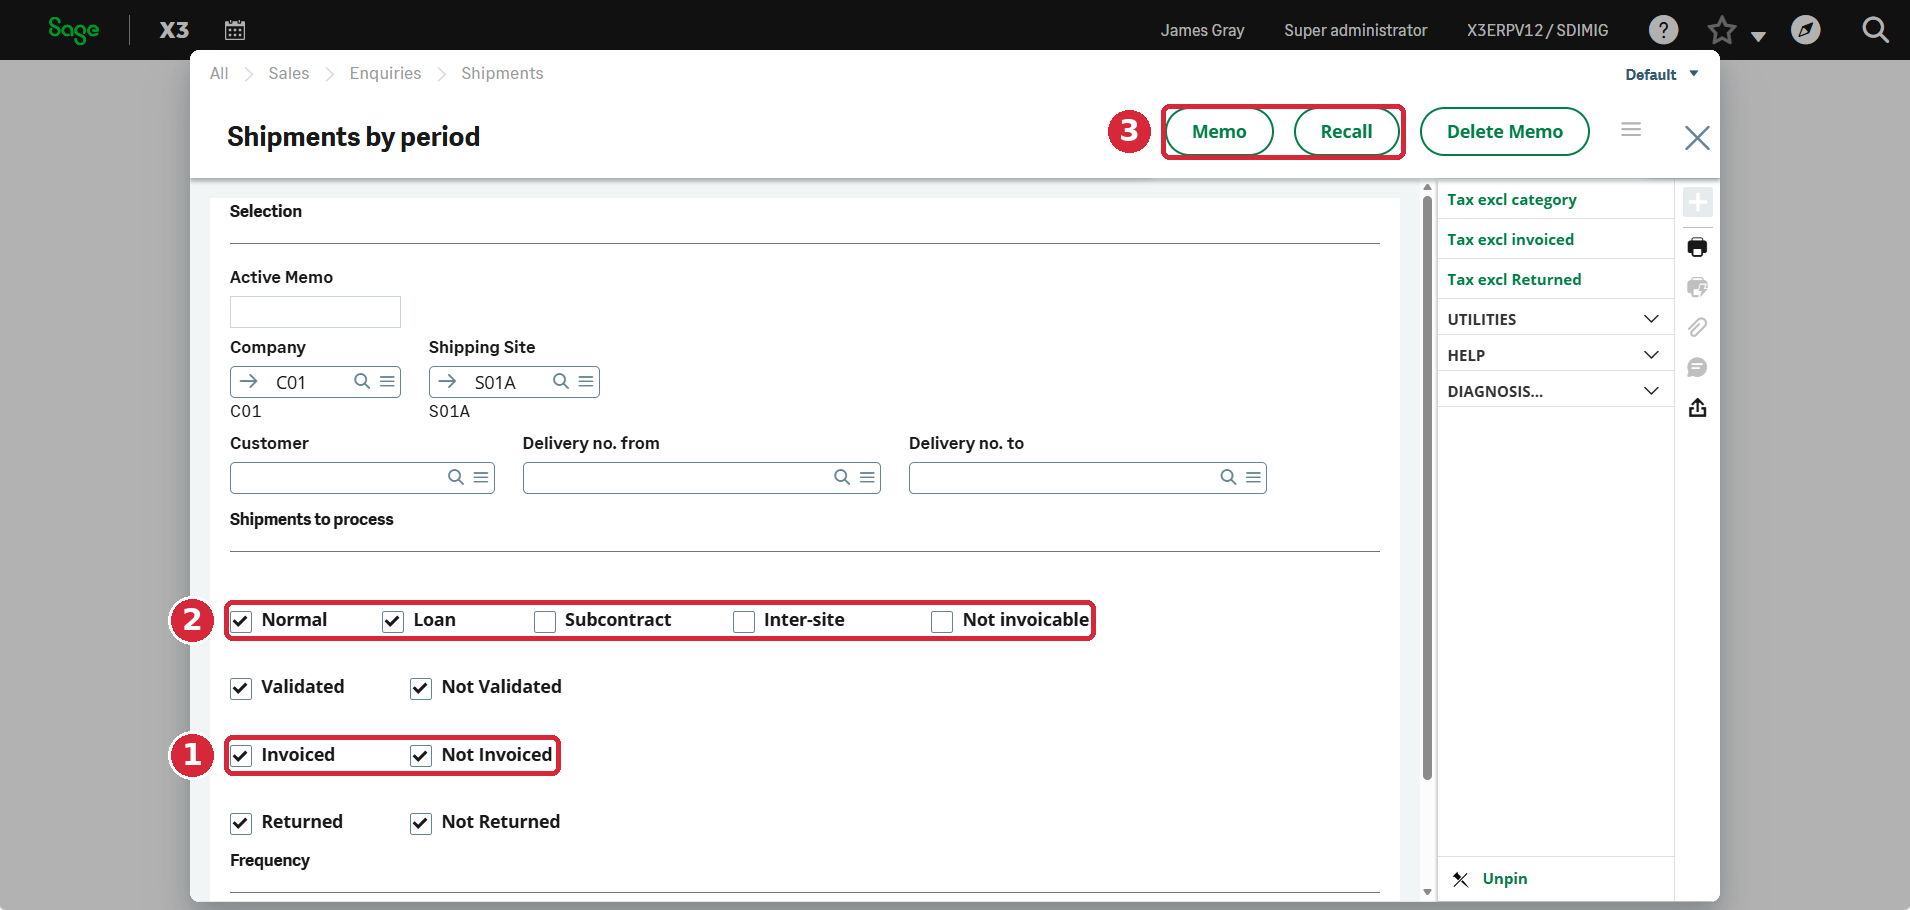 Sage X3 James Gray Super administrator X3ERPV12 / SDIMIG ?
All Sales Enquiries Shipments Default
Shipments by period 3 Memo Recall Delete Memo
Selection
Active Memo
Company Shipping Site
C01 S01A
C01 S01A
Customer Delivery no. from Delivery no. to
Shipments to process
2 Normal Loan Subcontract Inter-site Not invoicable
Validated Not Validated
1 Invoiced Not Invoiced
Returned Not Returned
Frequency
Tax excl category
Tax excl invoiced
Tax excl Returned
UTILITIES
HELP
DIAGNOSIS...
Unpin